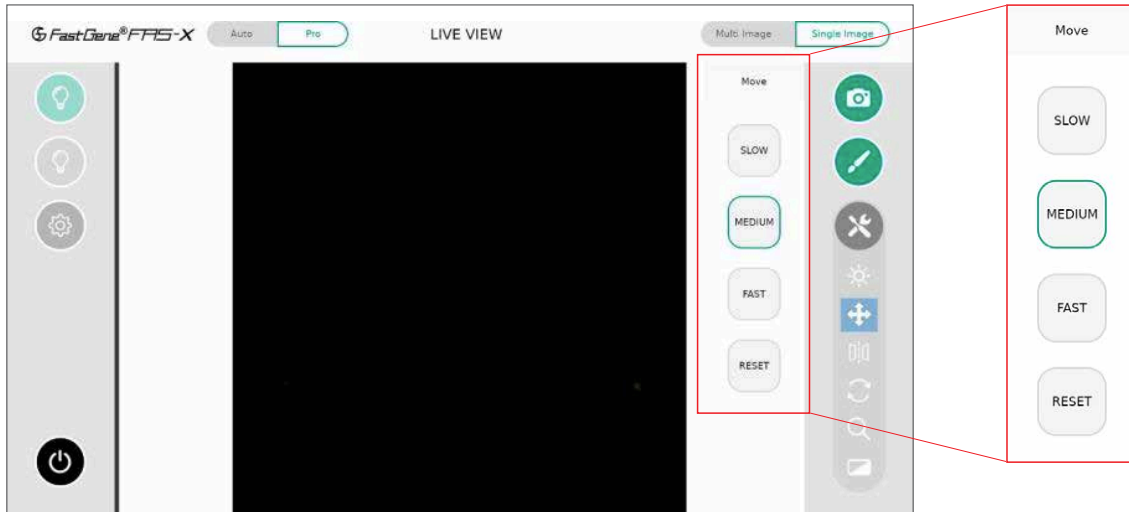 FastGene® FAS-X
Auto
Pro
LIVE VIEW
Multi Image
Single Image
Move
SLOW
MEDIUM
FAST
RESET
Move
SLOW
MEDIUM
FAST
RESET